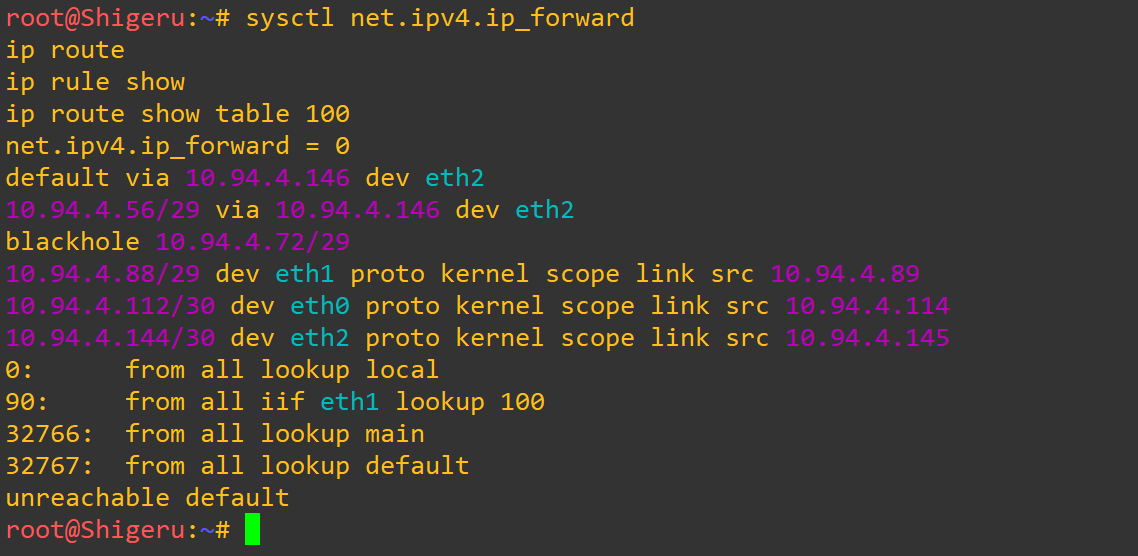 root@Shigeru:~# sysctl net.ipv4.ip_forward
ip route
ip rule show
ip route show table 100
net.ipv4.ip_forward = 0
default via 10.94.4.146 dev eth2
10.94.4.56/29 via 10.94.4.146 dev eth2
blackhole 10.94.4.72/29
10.94.4.88/29 dev eth1 proto kernel scope link src 10.94.4.89
10.94.4.112/30 dev eth0 proto kernel scope link src 10.94.4.114
10.94.4.144/30 dev eth2 proto kernel scope link src 10.94.4.145
0:      from all lookup local
90:     from all iif eth1 lookup 100
32766:  from all lookup main
32767:  from all lookup default
unreachable default
root@Shigeru:~#